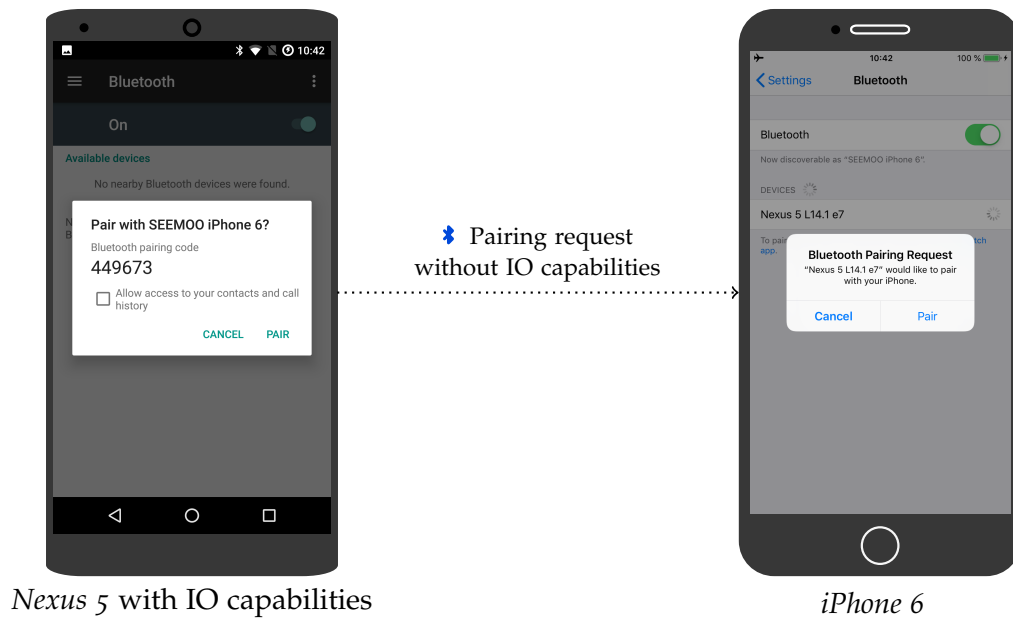 10:42
Bluetooth
On
Available devices
No nearby Bluetooth devices were found.
N
B
Pair with SEEMOO iPhone 6?
Bluetooth pairing code
449673
Allow access to your contacts and call
history
CANCEL PAIR
Nexus 5 with IO capabilities
Pairing request
without IO capabilities
10:42 100 %
Settings Bluetooth
Bluetooth
Now discoverable as “SEEMOO iPhone 6”.
DEVICES
Nexus 5 L14.1 e7
To pai tch
app.
Bluetooth Pairing Request
“Nexus 5 L14.1 e7” would like to pair
with your iPhone.
Cancel Pair
iPhone 6